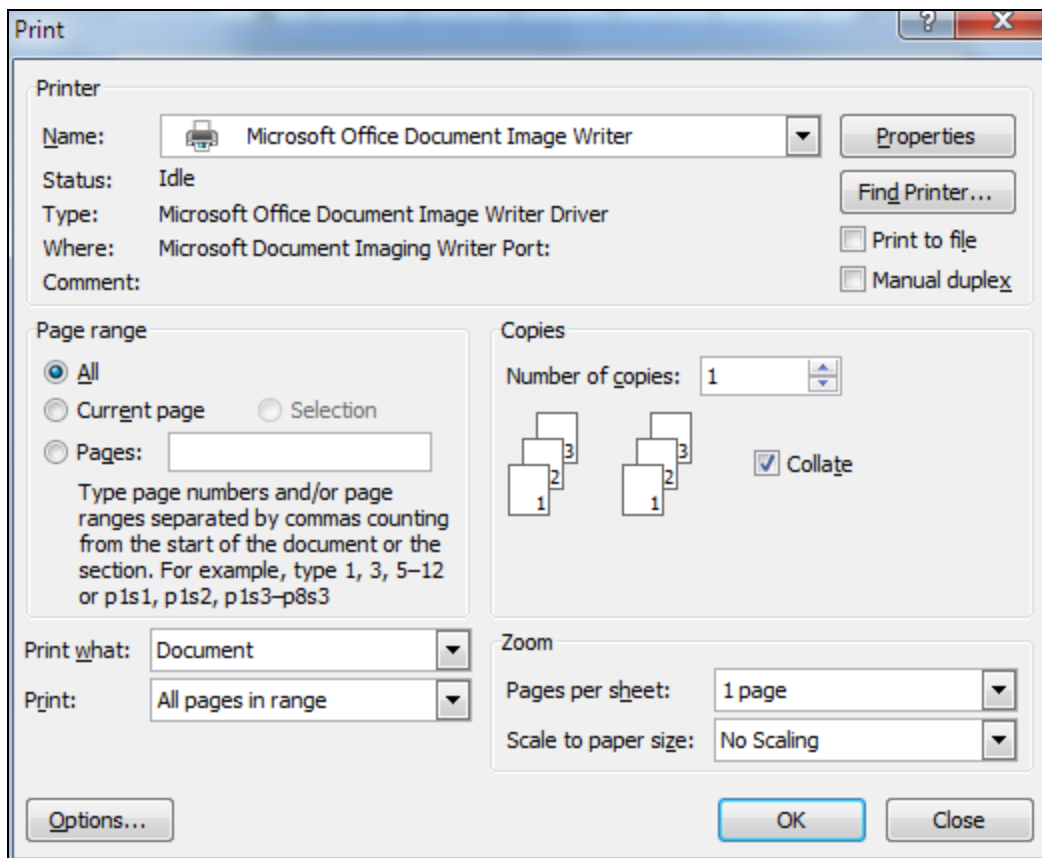 Print
?
X
Printer
Name: Microsoft Office Document Image Writer
Properties
Status: Idle
Find Printer...
Type: Microsoft Office Document Image Writer Driver
Where: Microsoft Document Imaging Writer Port:
Print to file
Comment:
Manual duplex
Page range
All
Current page Selection
Pages:
Type page numbers and/or page
ranges separated by commas counting
from the start of the document or the
section. For example, type 1, 3, 5–12
or p1s1, p1s2, p1s3–p8s3
Copies
Number of copies: 1
3 3
2 2
1 1
Collate
Print what: Document
Print: All pages in range
Zoom
Pages per sheet: 1 page
Scale to paper size: No Scaling
Options...
OK
Close